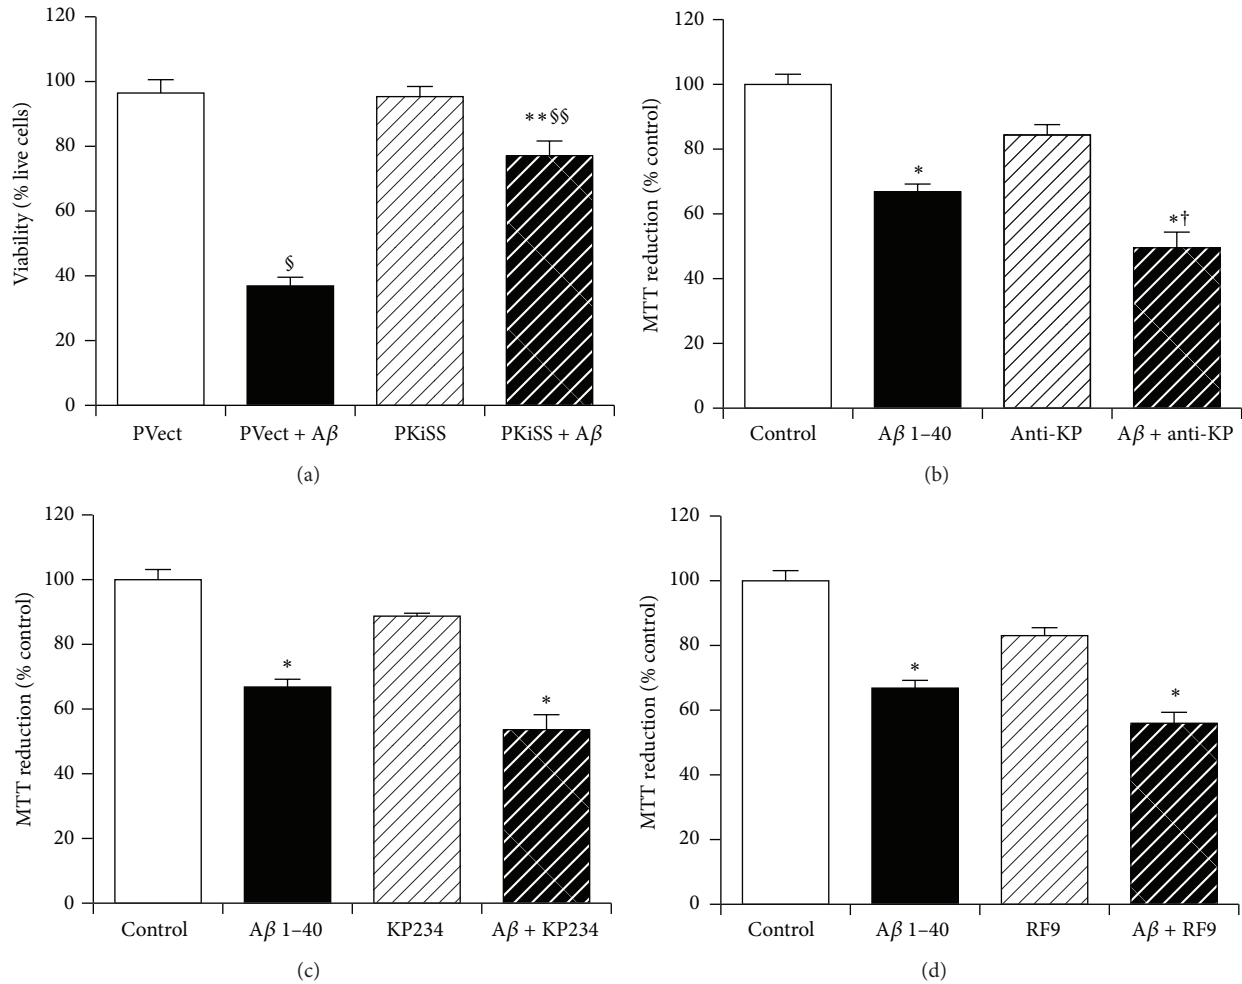 120
100
80
60
40
20
0
Viability (% live cells)
§
**§§
PVect
PVect + Aβ
PKiSS
PKiSS + Aβ
(a)
120
100
80
60
40
20
0
MTT reduction (% control)
*
*†
Control
Aβ 1–40
Anti-KP
Aβ + anti-KP
(b)
120
100
80
60
40
20
0
MTT reduction (% control)
*
*
Control
Aβ 1–40
KP234
Aβ + KP234
(c)
120
100
80
60
40
20
0
MTT reduction (% control)
*
*
Control
Aβ 1–40
RF9
Aβ + RF9
(d)